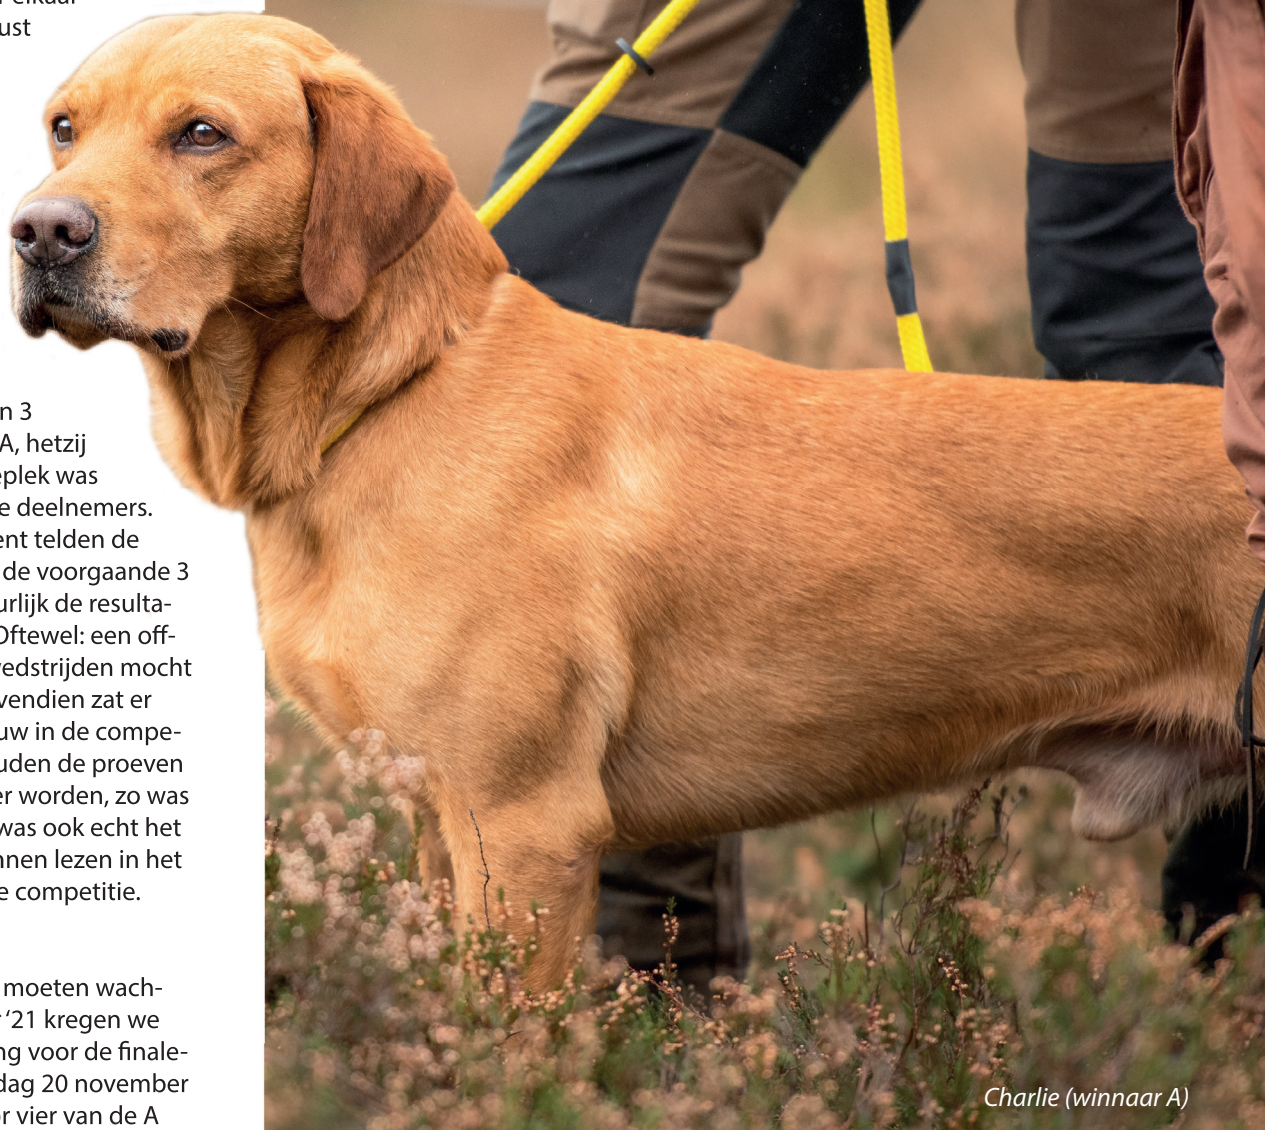 elkaar
ust
n 3
A, hetzij
eplek was
e deelnemers.
ent telden de
de voorgaande 3
urlijk de resulta-
Oftewel: een off-
vedstrijden mocht
vendien zat er
uw in de compe-
uden de proeven
er worden, zo was
was ook echt het
nnen lezen in het
e competitie.
moeten wach-
r ‘21 kregen we
ng voor de finale-
dag 20 november
r vier van de A
Charlie (winnaar A)